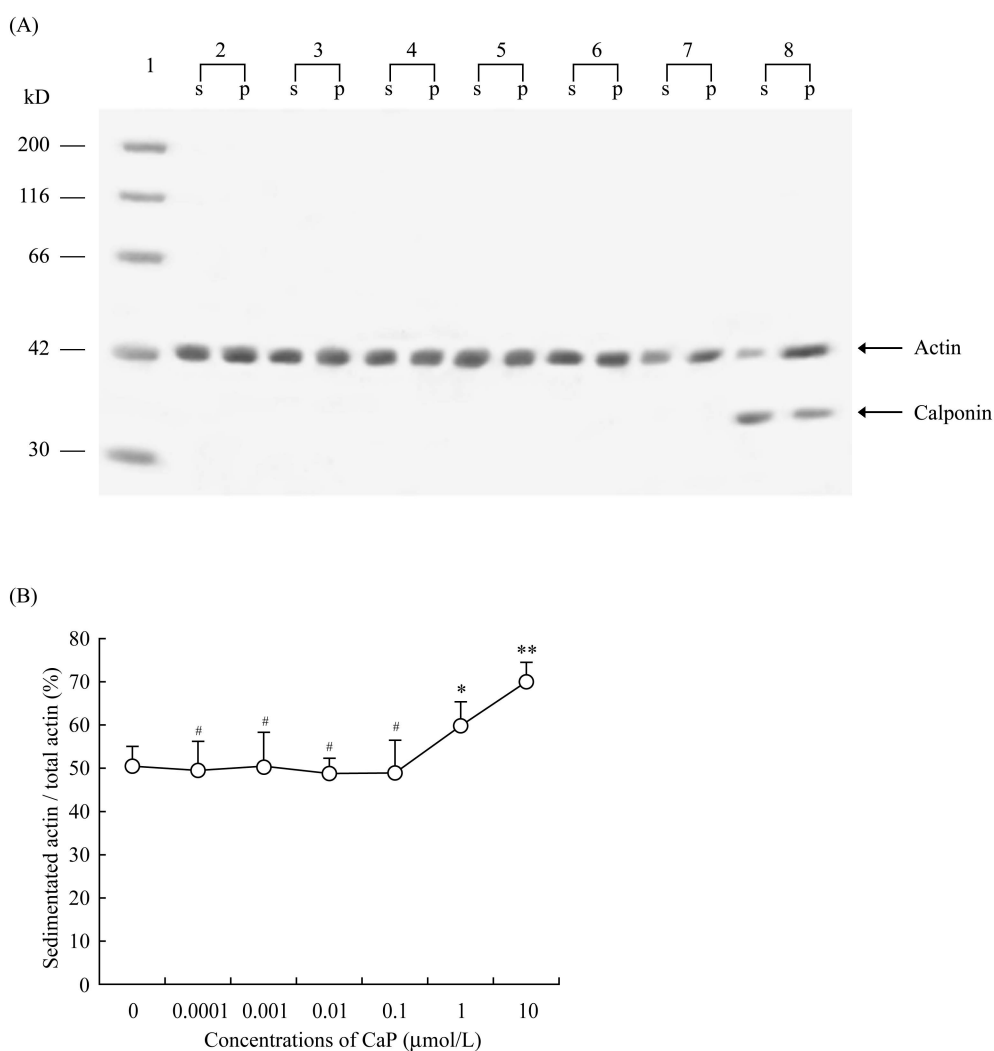 (A)
1 2 3 4 5 6 7 8
s p s p s p s p s p s p s p
kD
200
116
66
42
30
Actin
Calponin
(B)
Sedimentated actin / total actin (%)
80
70
60
50
40
30
20
10
0
# # # # * **
0 0.0001 0.001 0.01 0.1 1 10
Concentrations of CaP (μmol/L)